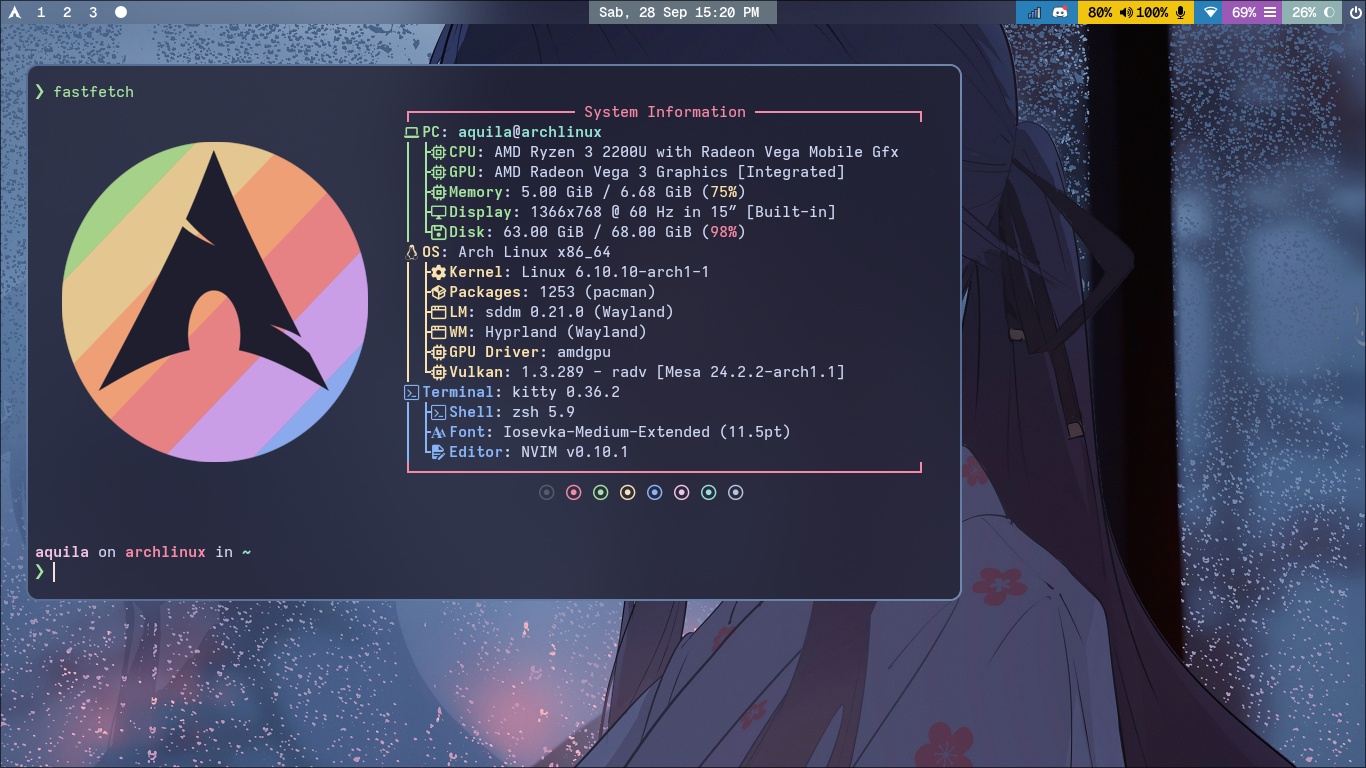 1 2 3
Sab, 28 Sep 15:20 PM
80% 100% 69% 26%
❯ fastfetch
System Information
PC: aquila@archlinux
CPU: AMD Ryzen 3 2200U with Radeon Vega Mobile Gfx
GPU: AMD Radeon Vega 3 Graphics [Integrated]
Memory: 5.00 GiB / 6.68 GiB (75%)
Display: 1366x768 @ 60 Hz in 15” [Built-in]
Disk: 63.00 GiB / 68.00 GiB (98%)
OS: Arch Linux x86_64
Kernel: Linux 6.10.10-arch1-1
Packages: 1253 (pacman)
LM: sddm 0.21.0 (Wayland)
WM: Hyprland (Wayland)
GPU Driver: amdgpu
Vulkan: 1.3.289 - radv [Mesa 24.2.2-arch1.1]
Terminal: kitty 0.36.2
Shell: zsh 5.9
Font: Iosevka-Medium-Extended (11.5pt)
Editor: NVIM v0.10.1
aquila on archlinux in ~
❯